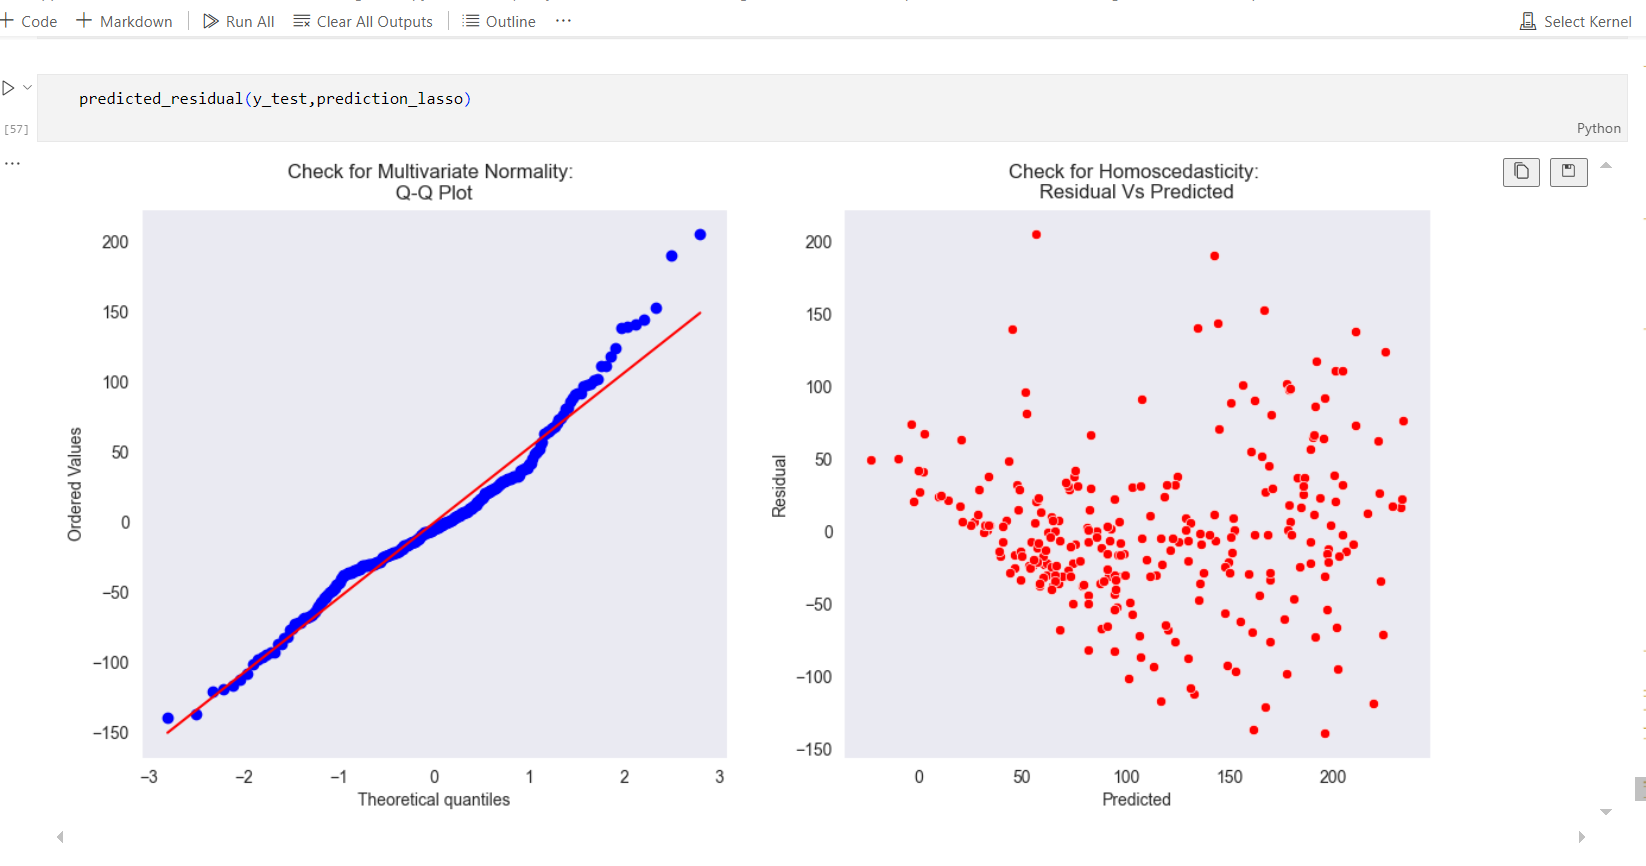 Code
Markdown
Run All
Clear All Outputs
Outline
...
Select Kernel
predicted_residual(y_test,prediction_lasso)
[57]
Python
...
Check for Multivariate Normality:
Q-Q Plot
200
150
100
50
0
−50
−100
−150
Ordered Values
−3
−2
−1
0
1
2
3
Theoretical quantiles
Check for Homoscedasticity:
Residual Vs Predicted
200
150
100
50
0
−50
−100
−150
Residual
0
50
100
150
200
Predicted